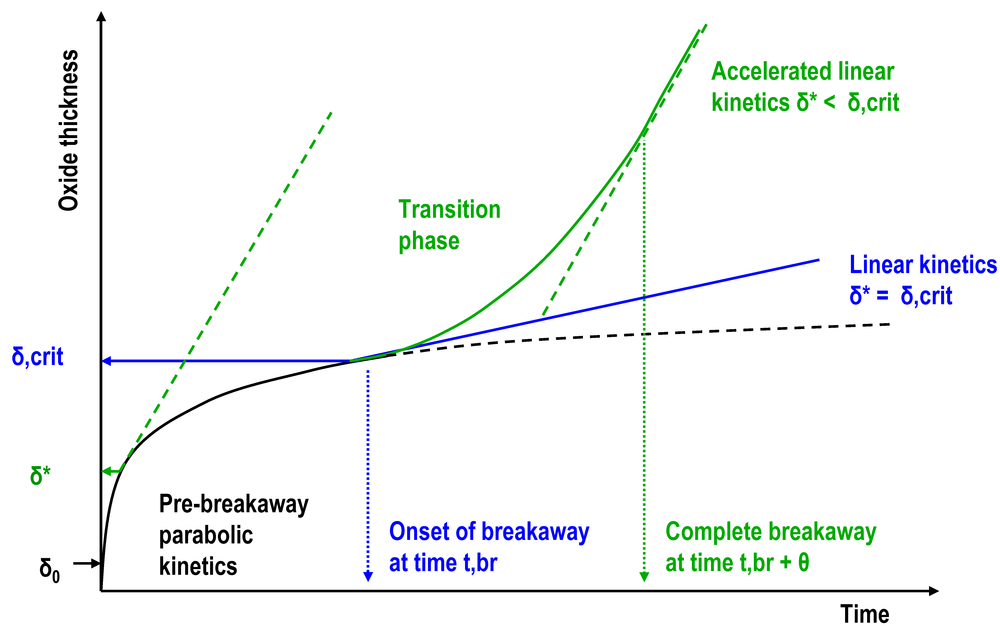 Oxide thickness
Accelerated linear
kinetics δ* < δ,crit
Transition
phase
Linear kinetics
δ* = δ,crit
δ,crit
δ*
Pre-breakaway
parabolic
kinetics
Onset of breakaway
at time t,br
Complete breakaway
at time t,br + θ
δ₀
Time